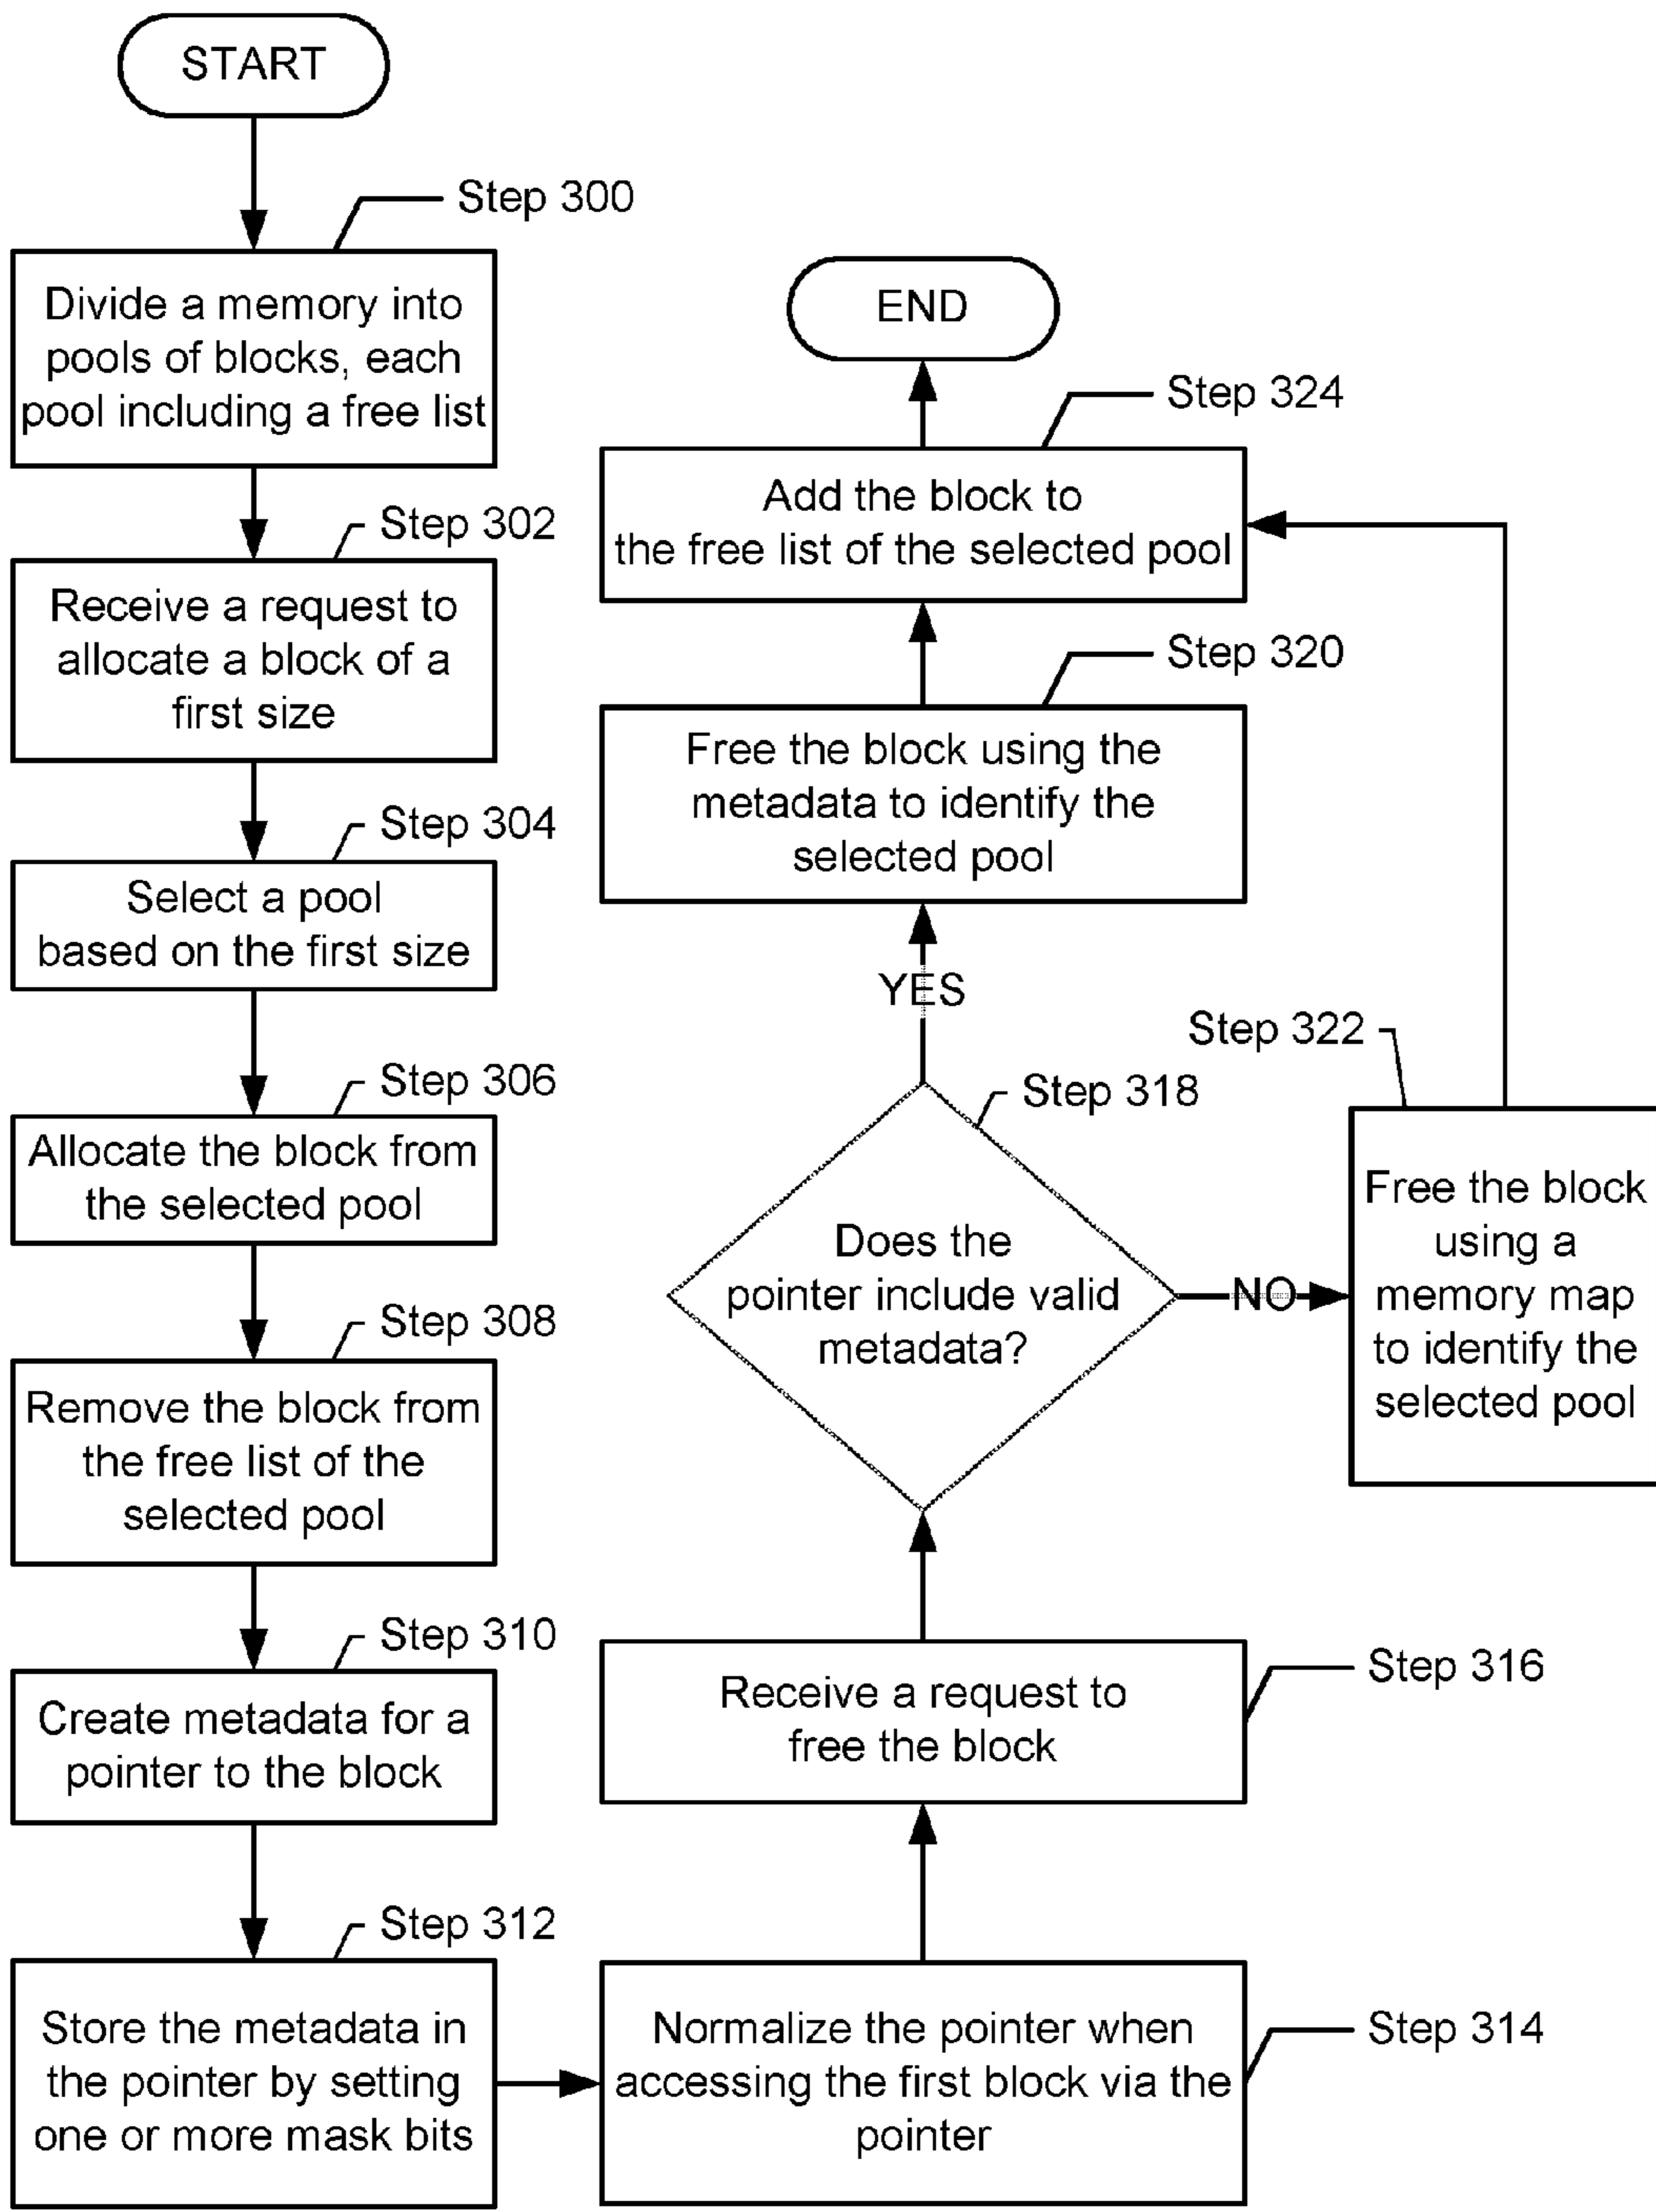 START
Step 300
Divide a memory into
pools of blocks, each
pool including a free list
Step 302
Receive a request to
allocate a block of a
first size
Step 304
Select a pool
based on the first size
Step 306
Allocate the block from
the selected pool
Step 308
Remove the block from
the free list of the
selected pool
Step 310
Create metadata for a
pointer to the block
Step 312
Store the metadata in
the pointer by setting
one or more mask bits
Step 314
Normalize the pointer when
accessing the first block via the
pointer
Step 316
Receive a request to
free the block
Step 318
Does the
pointer include valid
metadata?
YES
NO
Step 320
Free the block using the
metadata to identify the
selected pool
Step 322
Free the block
using a
memory map
to identify the
selected pool
Step 324
Add the block to
the free list of the selected pool
END